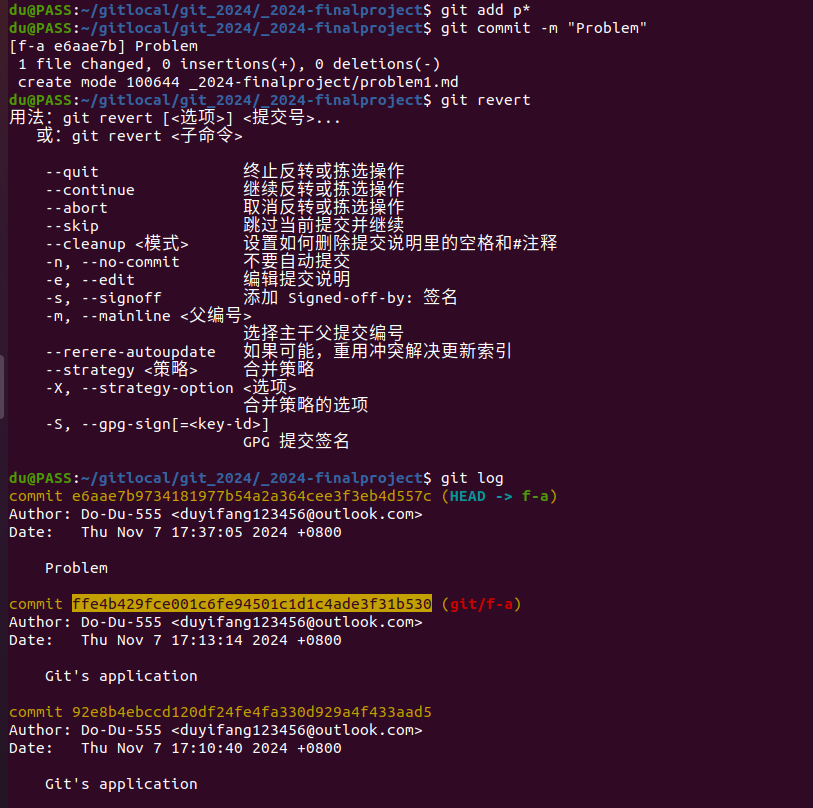 du@PASS:~/gitlocal/git_2024/_2024-finalproject$ git add p*
du@PASS:~/gitlocal/git_2024/_2024-finalproject$ git commit -m "Problem"
[f-a e6aae7b] Problem
 1 file changed, 0 insertions(+), 0 deletions(-)
 create mode 100644 _2024-finalproject/problem1.md
du@PASS:~/gitlocal/git_2024/_2024-finalproject$ git revert
用法：git revert [<选项>] <提交号>...
   或：git revert <子命令>

    --quit                终止反转或拣选操作
    --continue            继续反转或拣选操作
    --abort               取消反转或拣选操作
    --skip                跳过当前提交并继续
    --cleanup <模式>      设置如何删除提交说明里的空格和#注释
    -n, --no-commit       不要自动提交
    -e, --edit            编辑提交说明
    -s, --signoff         添加 Signed-off-by: 签名
    -m, --mainline <父编号>
                          选择主干父提交编号
    --rerere-autoupdate   如果可能，重用冲突解决更新索引
    --strategy <策略>     合并策略
    -X, --strategy-option <选项>
                          合并策略的选项
    -S, --gpg-sign[=<key-id>]
                          GPG 提交签名

du@PASS:~/gitlocal/git_2024/_2024-finalproject$ git log
commit e6aae7b9734181977b54a2a364cee3f3eb4d557c (HEAD -> f-a)
Author: Do-Du-555 <duyifang123456@outlook.com>
Date:   Thu Nov 7 17:37:05 2024 +0800

    Problem

commit ffe4b429fce001c6fe94501c1d1c4ade3f31b530 (git/f-a)
Author: Do-Du-555 <duyifang123456@outlook.com>
Date:   Thu Nov 7 17:13:14 2024 +0800

    Git's application

commit 92e8b4ebccd120df24fe4fa330d929a4f433aad5
Author: Do-Du-555 <duyifang123456@outlook.com>
Date:   Thu Nov 7 17:10:40 2024 +0800

    Git's application